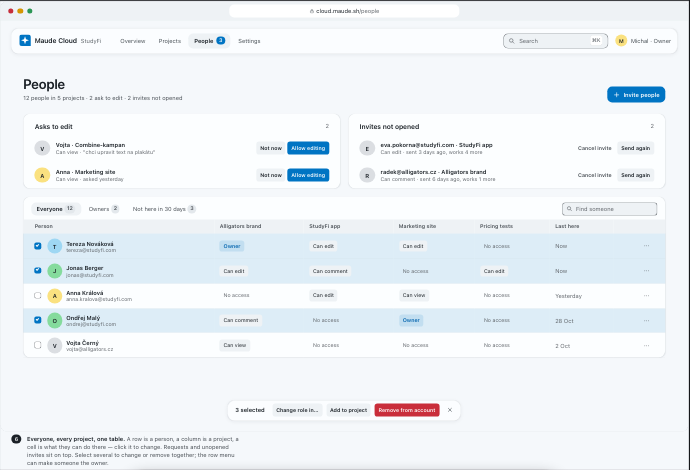 cloud.maude.sh/people
Maude Cloud StudyFi Overview Projects People 3 Settings Search ⌘K M Michal · Owner
People
12 people in 5 projects · 2 ask to edit · 2 invites not opened
+ Invite people
Asks to edit 2
V Vojta · Combine-kampan
Can view · "chci upravit text na plakátu"
Not now Allow editing
A Anna · Marketing site
Can view · asked yesterday
Not now Allow editing
Invites not opened 2
E eva.pokorna@studyfi.com · StudyFi app
Can edit · sent 3 days ago, works 4 more
Cancel invite Send again
R radek@alligators.cz · Alligators brand
Can comment · sent 6 days ago, works 1 more
Cancel invite Send again
Everyone 12 Owners 2 Not here in 30 days 3 Find someone
Person Alligators brand StudyFi app Marketing site Pricing tests Last here
T Tereza Nováková Owner Can edit Can edit No access Now ···
tereza@studyfi.com
J Jonas Berger Can edit Can comment No access Can edit Now ···
jonas@studyfi.com
A Anna Králová No access Can edit Can view No access Yesterday ···
anna.kralova@studyfi.com
O Ondřej Malý Can comment No access Owner No access 28 Oct ···
ondrej@studyfi.com
V Vojta Černý Can view No access No access No access 2 Oct ···
vojta@alligators.cz
3 selected Change role in... Add to project Remove from account ×
6 Everyone, every project, one table. A row is a person, a column is a project, a
cell is what they can do there — click it to change. Requests and unopened
invites sit on top. Select several to change or remove together; the row menu
can make someone the owner.